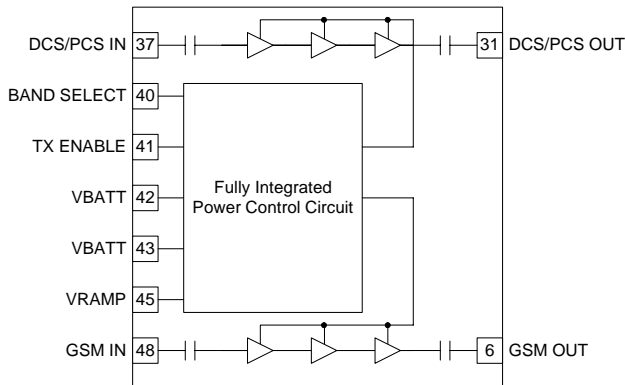 DCS/PCS IN 37 31 DCS/PCS OUT
BAND SELECT 40
TX ENABLE 41
VBATT 42
Fully Integrated
Power Control Circuit
VBATT 43
VRAMP 45
GSM IN 48 6 GSM OUT